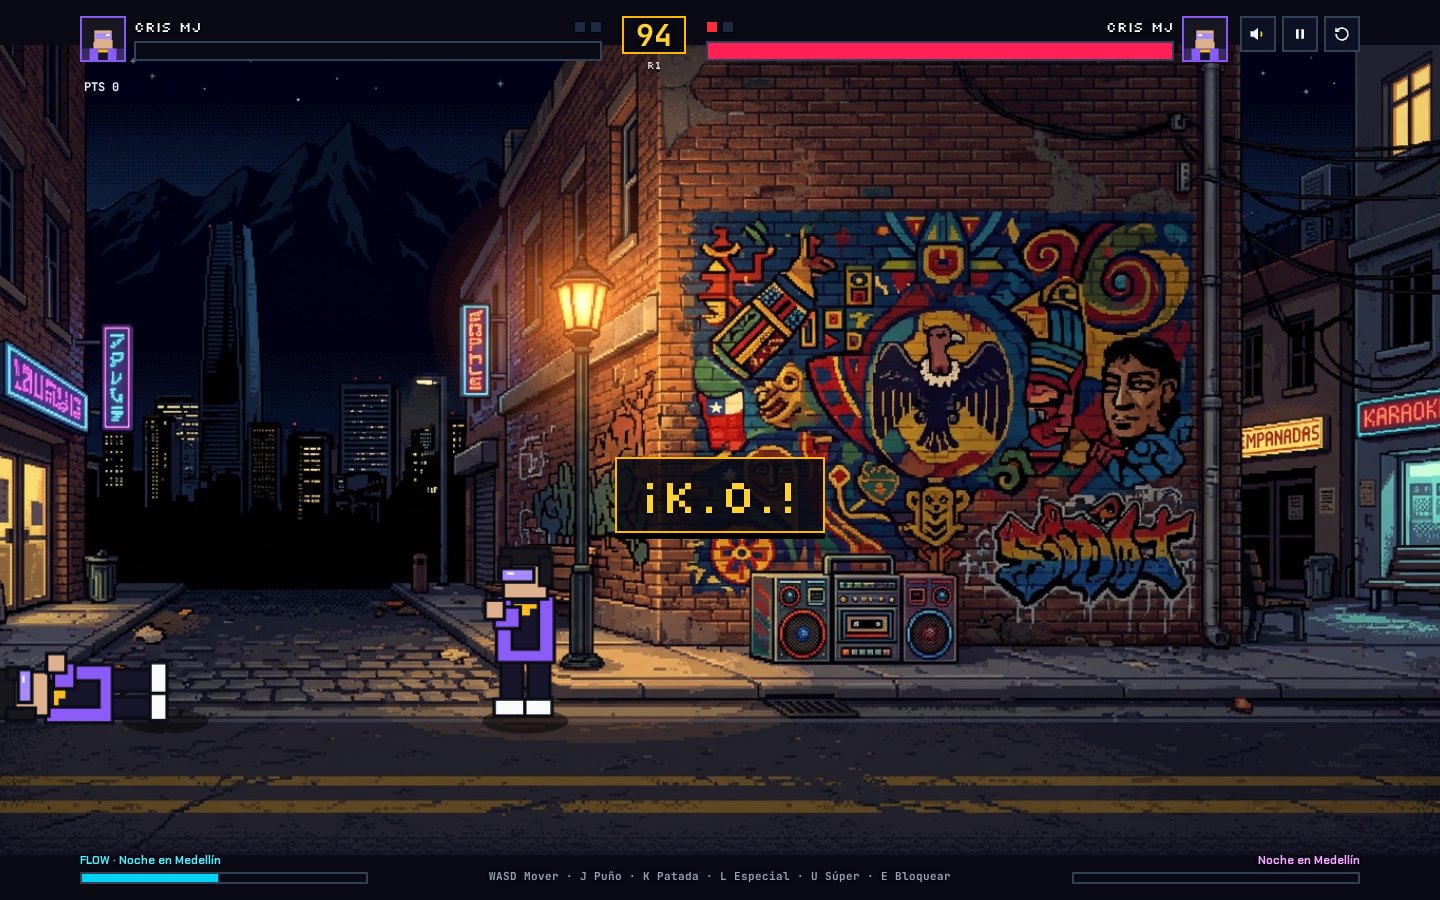 CRIS MJ
94
CRIS MJ
R1
PTS 0
EMPANADAS
KARAOK
¡K.O.!
FLOW · Noche en Medellín
WASD Mover · J Puño · K Patada · L Especial · U Súper · E Bloquear
Noche en Medellín